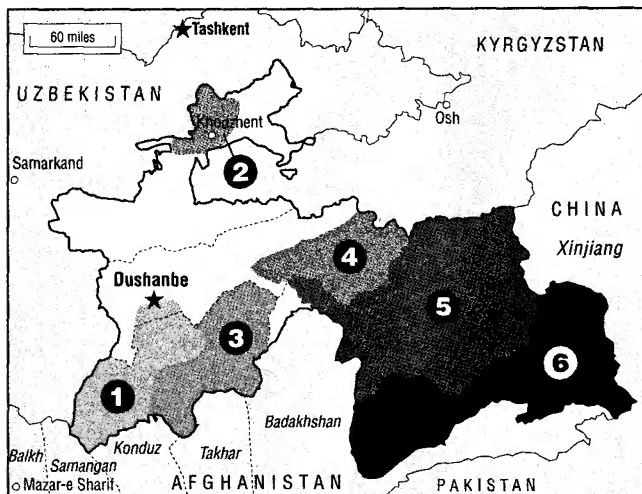 60 miles
Tashkent
KYRGYZSTAN
UZBEKISTAN
Khodzhent
Osh
Samarkand
2
CHINA
Xinjiang
4
Dushanbe
5
3
6
1
Badakhshan
Konduz
Takhar
Balkh
Samangan
AFGHANISTAN
PAKISTAN
Mazar-e Sharif